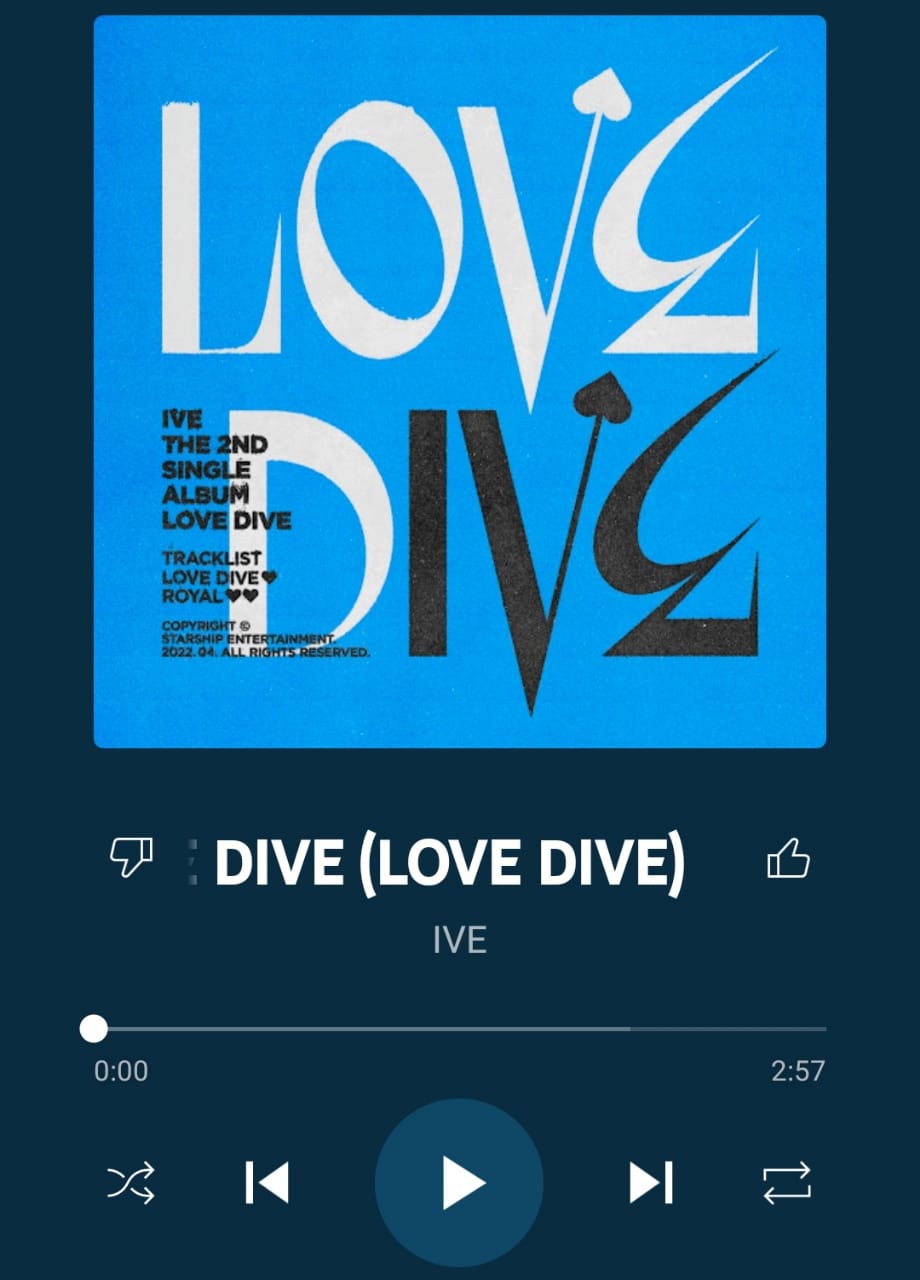 LOVE
DIVE
IVE
THE 2ND
SINGLE
ALBUM
LOVE DIVE
TRACKLIST
LOVE DIVE♥
ROYAL♥♥
COPYRIGHT ©
STARSHIP ENTERTAINMENT.
2022. 04. ALL RIGHTS RESERVED.
DIVE (LOVE DIVE)
IVE
0:00
2:57